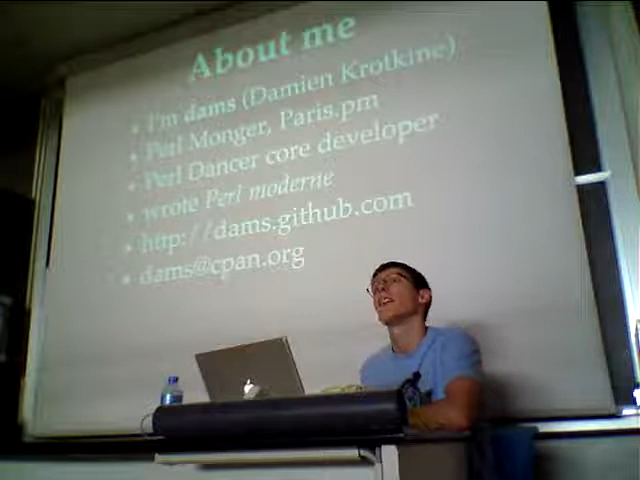 About me
• I'm dams (Damien Krotkine)
• Perl Monger, Paris.pm
• Perl Dancer core developer
• wrote Perl moderne
• http://dams.github.com
• dams@cpan.org